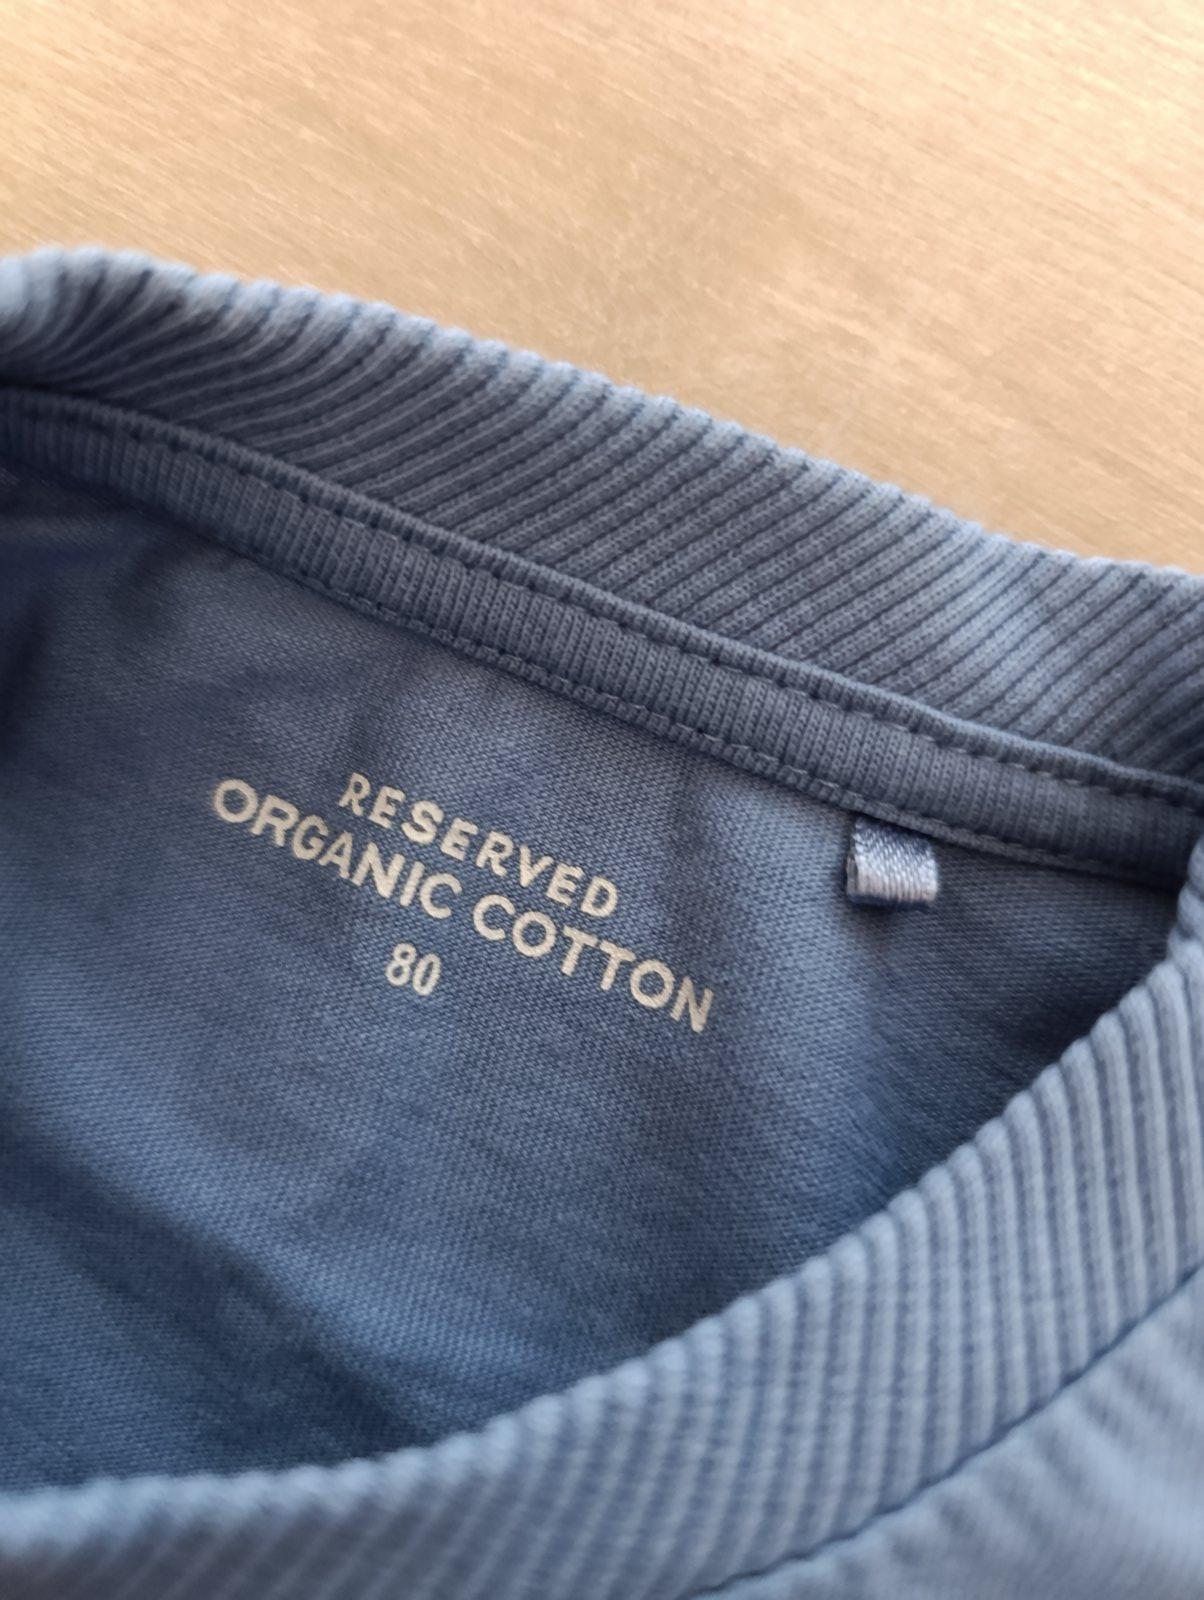 RESERVED
ORGANIC COTTON
80